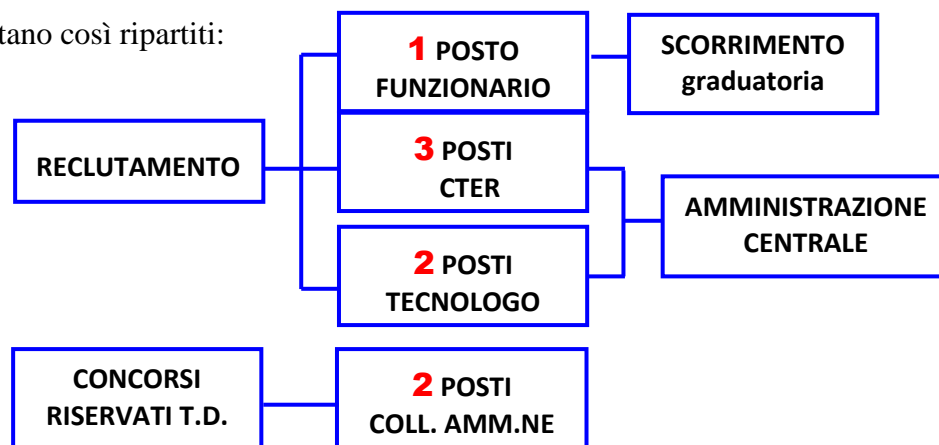 tano così ripartiti:
1 POSTO
FUNZIONARIO
SCORRIMENTO
graduatoria
RECLUTAMENTO
3 POSTI
CTER
AMMINISTRAZIONE
CENTRALE
2 POSTI
TECNOLOGO
CONCORSI
RISERVATI T.D.
2 POSTI
COLL. AMM.NE